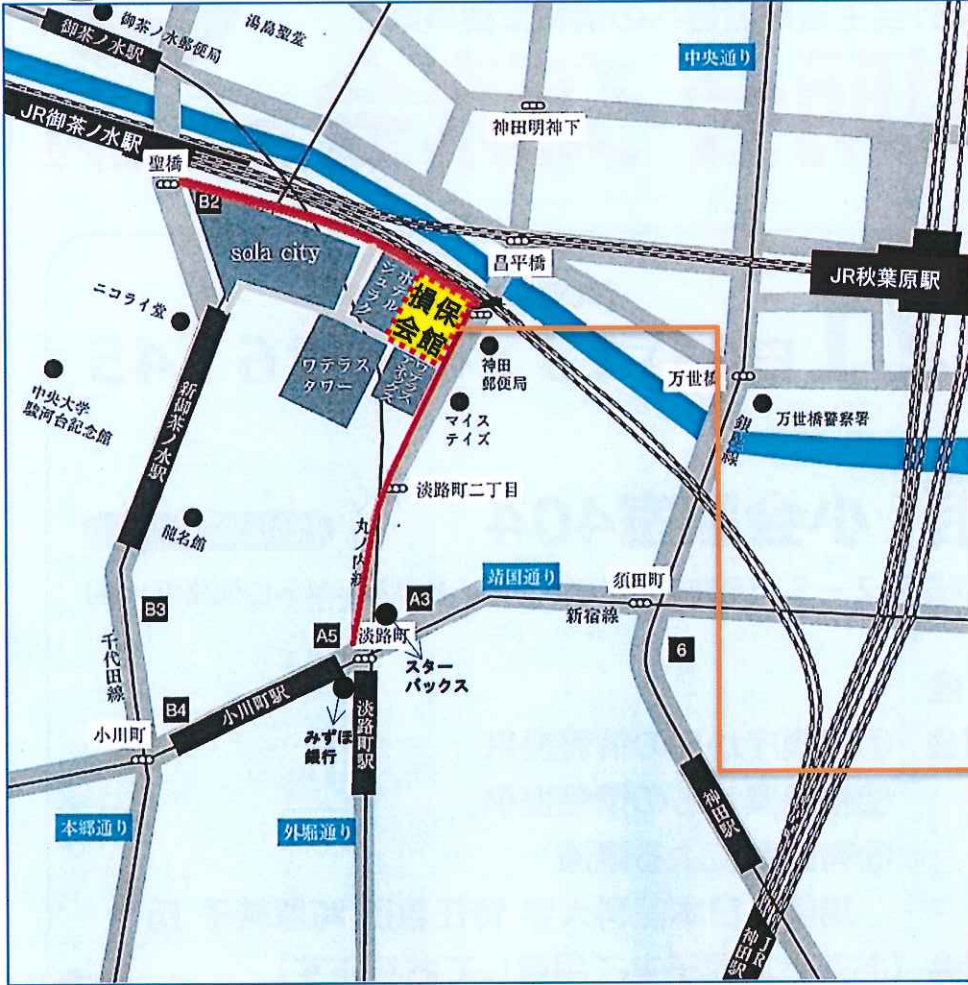 御茶ノ水郵便局
湯島聖堂
御茶ノ水駅
中央通り
神田明神下
JR御茶ノ水駅
聖橋
B2
sola city
昌平橋
JR秋葉原駅
ニコライ堂
損保
会館
ワテラス
タワー
神田
郵便局
万世橋
中央大学
駿河台記念館
新御茶ノ水駅
マイス
テイズ
万世橋警察署
銀座線
淡路町二丁目
龍名館
丸ノ内線
靖国通り
須田町
新宿線
B3
A3
A5
淡路町
6
千代田線
スター
バックス
B4
小川町駅
小川町
みずほ
銀行
淡路町駅
神田駅
本郷通り
外堀通り
JR
神田駅